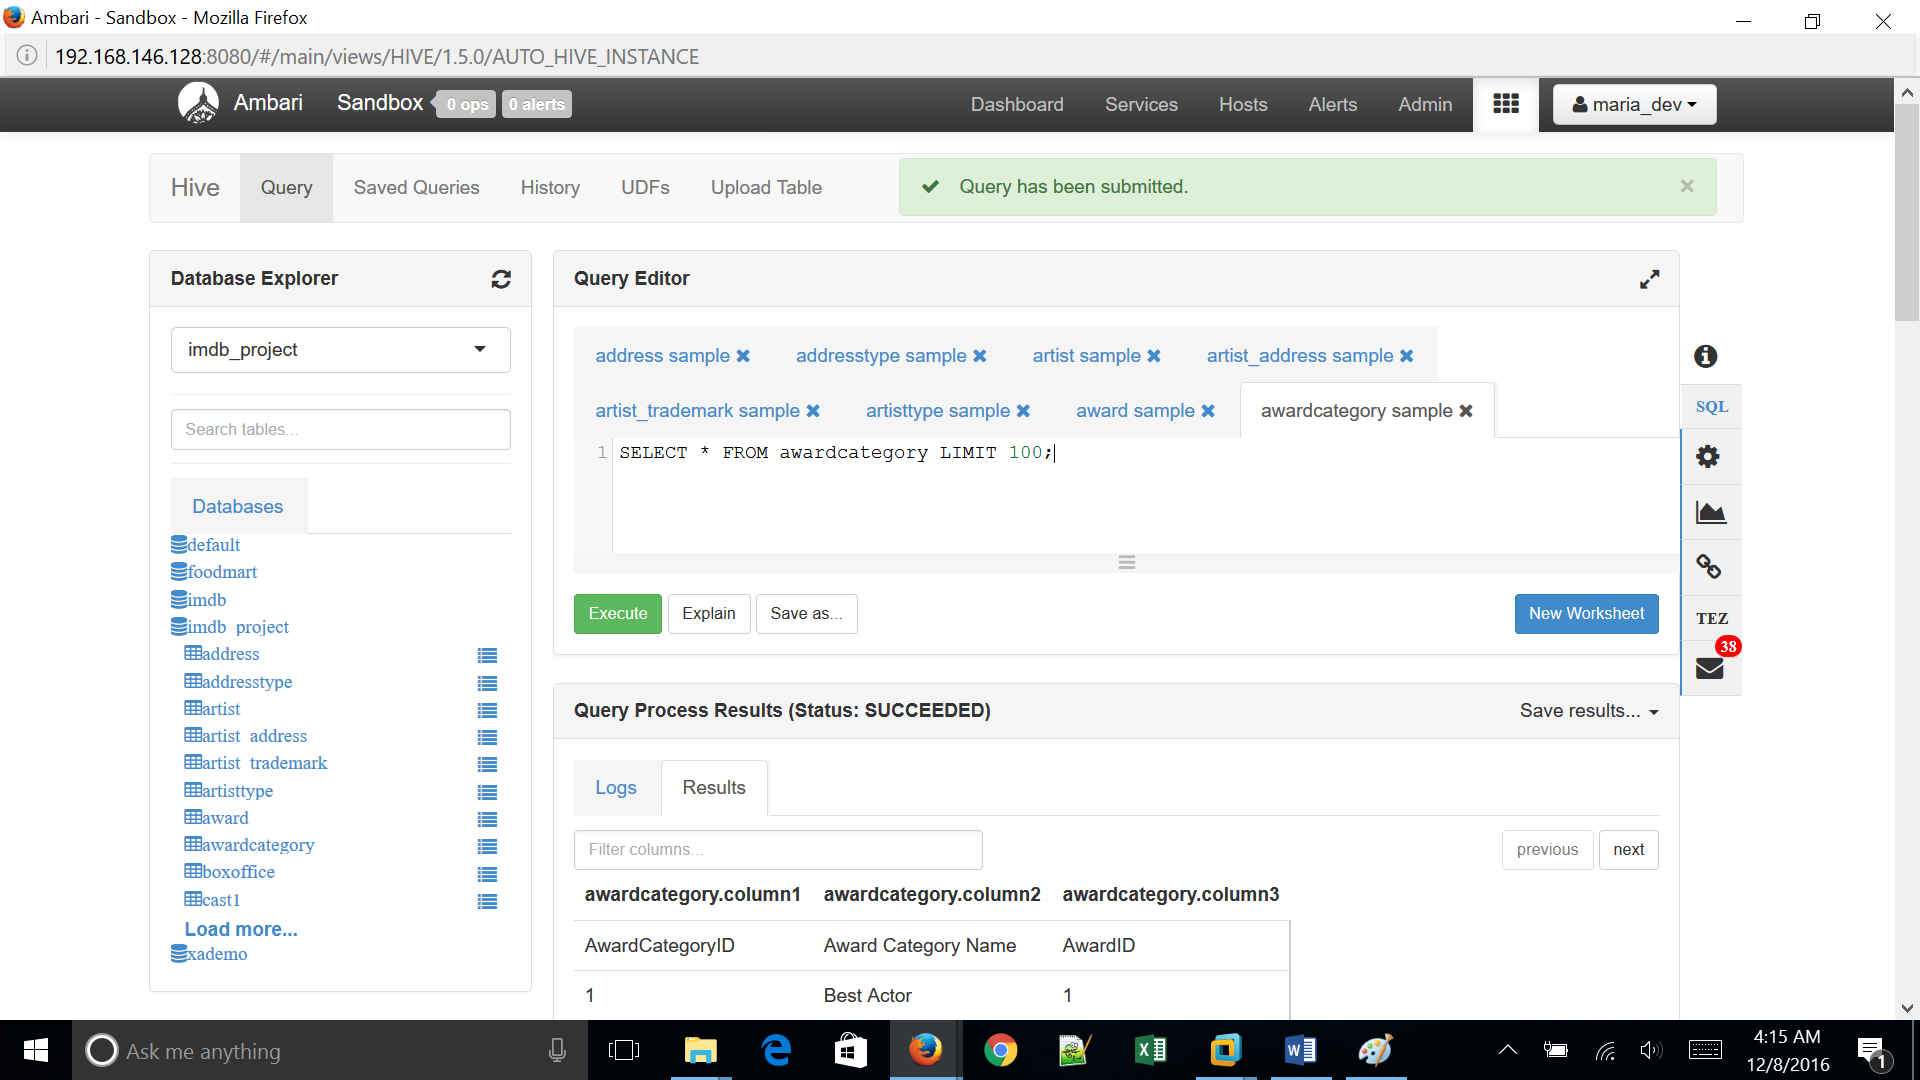 Ambari - Sandbox - Mozilla Firefox
192.168.146.128:8080/#/main/views/HIVE/1.5.0/AUTO_HIVE_INSTANCE
Ambari Sandbox 0 ops 0 alerts Dashboard Services Hosts Alerts Admin maria_dev
Hive Query Saved Queries History UDFs Upload Table Query has been submitted.
Database Explorer
imdb_project
Search tables...
Databases
default
foodmart
imdb
imdb_project
address
addresstype
artist
artist_address
artist_trademark
artisttype
award
awardcategory
boxoffice
cast1
Load more...
xademo
Query Editor
address sample addresstype sample artist sample artist_address sample
artist_trademark sample artisttype sample award sample awardcategory sample
1 SELECT * FROM awardcategory LIMIT 100;
Execute Explain Save as... New Worksheet
SQL
TEZ
38
Query Process Results (Status: SUCCEEDED) Save results...
Logs Results
Filter columns... previous next
awardcategory.column1 awardcategory.column2 awardcategory.column3
AwardCategoryID Award Category Name AwardID
1 Best Actor 1
Ask me anything
4:15 AM
12/8/2016
1